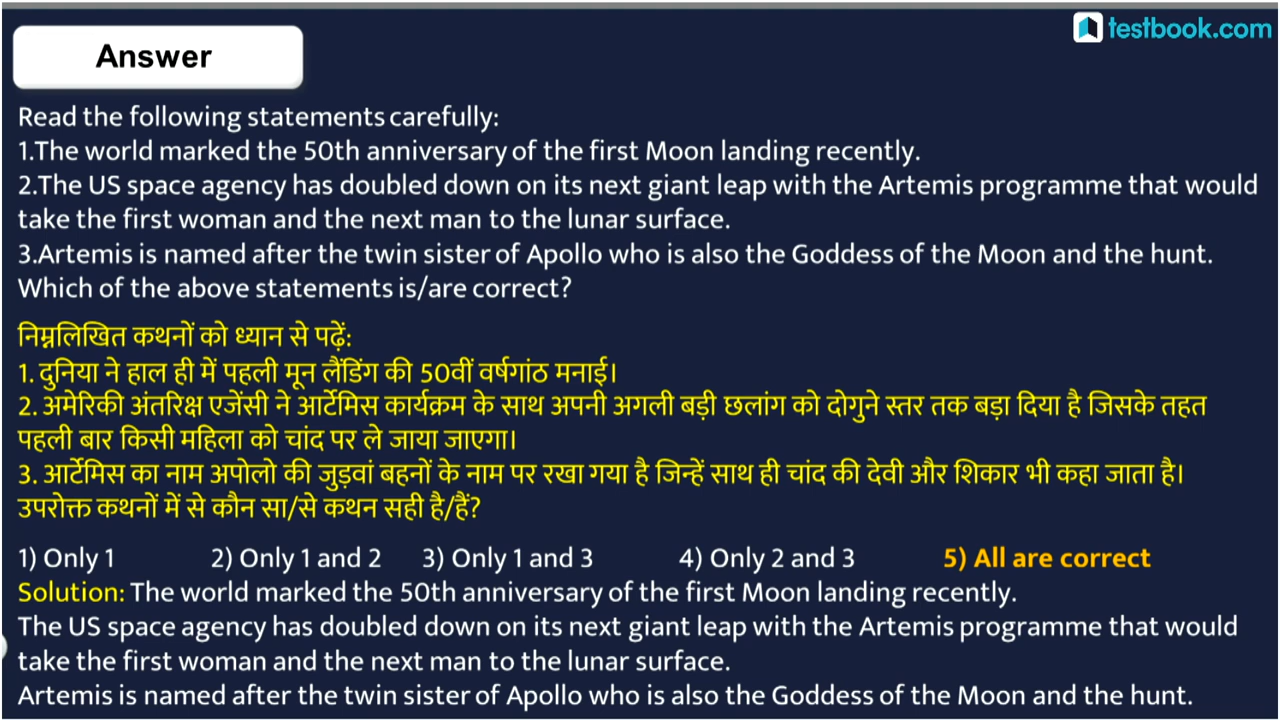 testbook.com
Answer
Read the following statements carefully:
1.The world marked the 50th anniversary of the first Moon landing recently.
2.The US space agency has doubled down on its next giant leap with the Artemis programme that would
take the first woman and the next man to the lunar surface.
3.Artemis is named after the twin sister of Apollo who is also the Goddess of the Moon and the hunt.
Which of the above statements is/are correct?
निम्नलिखित कथनों को ध्यान से पढ़ें:
1. दुनिया ने हाल ही में पहली मून लैंडिंग की 50वीं वर्षगांठ मनाई।
2. अमेरिकी अंतरिक्ष एजेंसी ने आर्टेमिस कार्यक्रम के साथ अपनी अगली बड़ी छलांग को दोगुने स्तर तक बड़ा दिया है जिसके तहत
पहली बार किसी महिला को चांद पर ले जाया जाएगा।
3. आर्टेमिस का नाम अपोलो की जुड़वां बहनों के नाम पर रखा गया है जिन्हें साथ ही चांद की देवी और शिकार भी कहा जाता है।
उपरोक्त कथनों में से कौन सा/से कथन सही है/हैं?
1) Only 1 2) Only 1 and 2 3) Only 1 and 3 4) Only 2 and 3 5) All are correct
Solution: The world marked the 50th anniversary of the first Moon landing recently.
The US space agency has doubled down on its next giant leap with the Artemis programme that would
take the first woman and the next man to the lunar surface.
Artemis is named after the twin sister of Apollo who is also the Goddess of the Moon and the hunt.